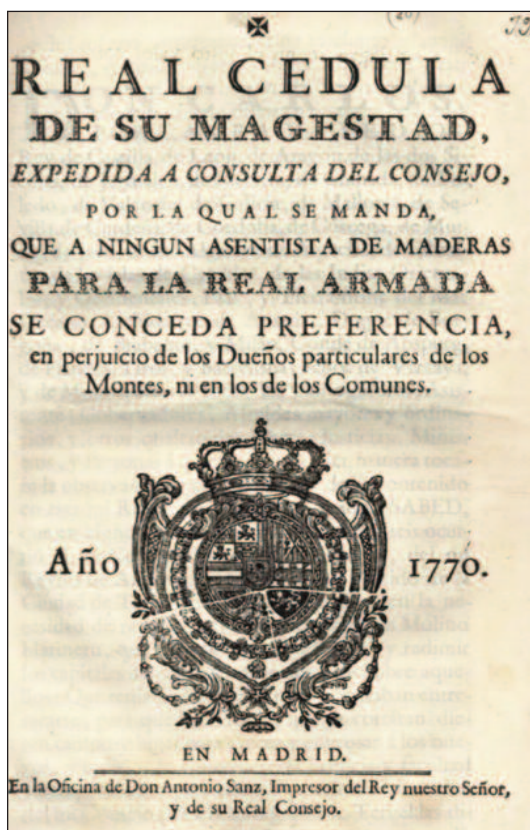 (26)
REAL CEDULA
DE SU MAGESTAD,
EXPEDIDA A CONSULTA DEL CONSEJO,
POR LA QUAL SE MANDA,
QUE A NINGUN ASENTISTA DE MADERAS
PARA LA REAL ARMADA
SE CONCEDA PREFERENCIA,
en perjuicio de los Dueños particulares de los
Montes, ni en los de los Comunes.
Año 1770.
EN MADRID.
En la Oficina de Don Antonio Sanz, Impresor del Rey nuestro Señor,
y de su Real Consejo.